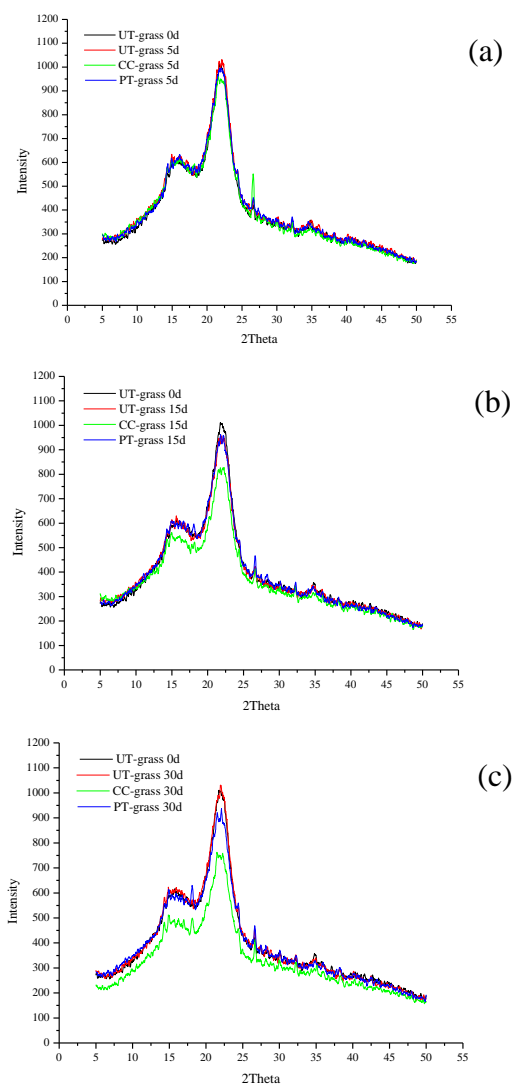 1200
1100
1000
900
800
700
600
500
400
300
200
100
0
Intensity
UT-grass 0d
UT-grass 5d
CC-grass 5d
PT-grass 5d
(a)
0 5 10 15 20 25 30 35 40 45 50 55
2Theta
1200
1100
1000
900
800
700
600
500
400
300
200
100
0
Intensity
UT-grass 0d
UT-grass 15d
CC-grass 15d
PT-grass 15d
(b)
0 5 10 15 20 25 30 35 40 45 50 55
2Theta
1200
1100
1000
900
800
700
600
500
400
300
200
100
0
Intensity
UT-grass 0d
UT-grass 30d
CC-grass 30d
PT-grass 30d
(c)
0 5 10 15 20 25 30 35 40 45 50 55
2Theta